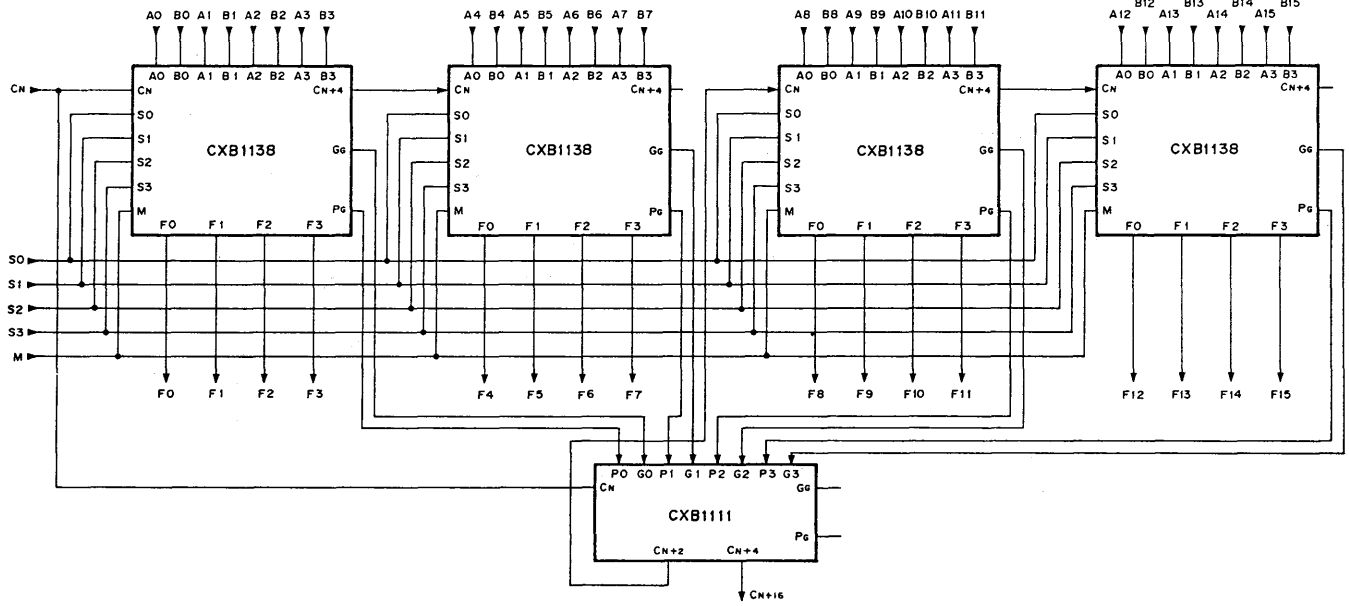 A0 B0 A1 B1 A2 B2 A3 B3
A4 B4 A5 B5 A6 B6 A7 B7
A8 B8 A9 B9 A10 B10 A11 B11
A12 B12 A13 B13 A14 B14 A15 B15
A0 B0 A1 B1 A2 B2 A3 B3
CN
CN
CN+4
S0
S1
CXB1138
GG
S2
S3
M
PG
F0 F1 F2 F3
A0 B0 A1 B1 A2 B2 A3 B3
CN
CN+4
S0
S1
CXB1138
GG
S2
S3
M
PG
F0 F1 F2 F3
A0 B0 A1 B1 A2 B2 A3 B3
CN
CN+4
S0
S1
CXB1138
GG
S2
S3
M
PG
F0 F1 F2 F3
A0 B0 A1 B1 A2 B2 A3 B3
CN
CN+4
S0
S1
CXB1138
GG
S2
S3
M
PG
F0 F1 F2 F3
S0
S1
S2
S3
M
F0 F1 F2 F3
F4 F5 F6 F7
F8 F9 F10 F11
F12 F13 F14 F15
P0 G0 P1 G1 P2 G2 P3 G3
CN
GG
CXB1111
PG
CN+2 CN+4
CN+16